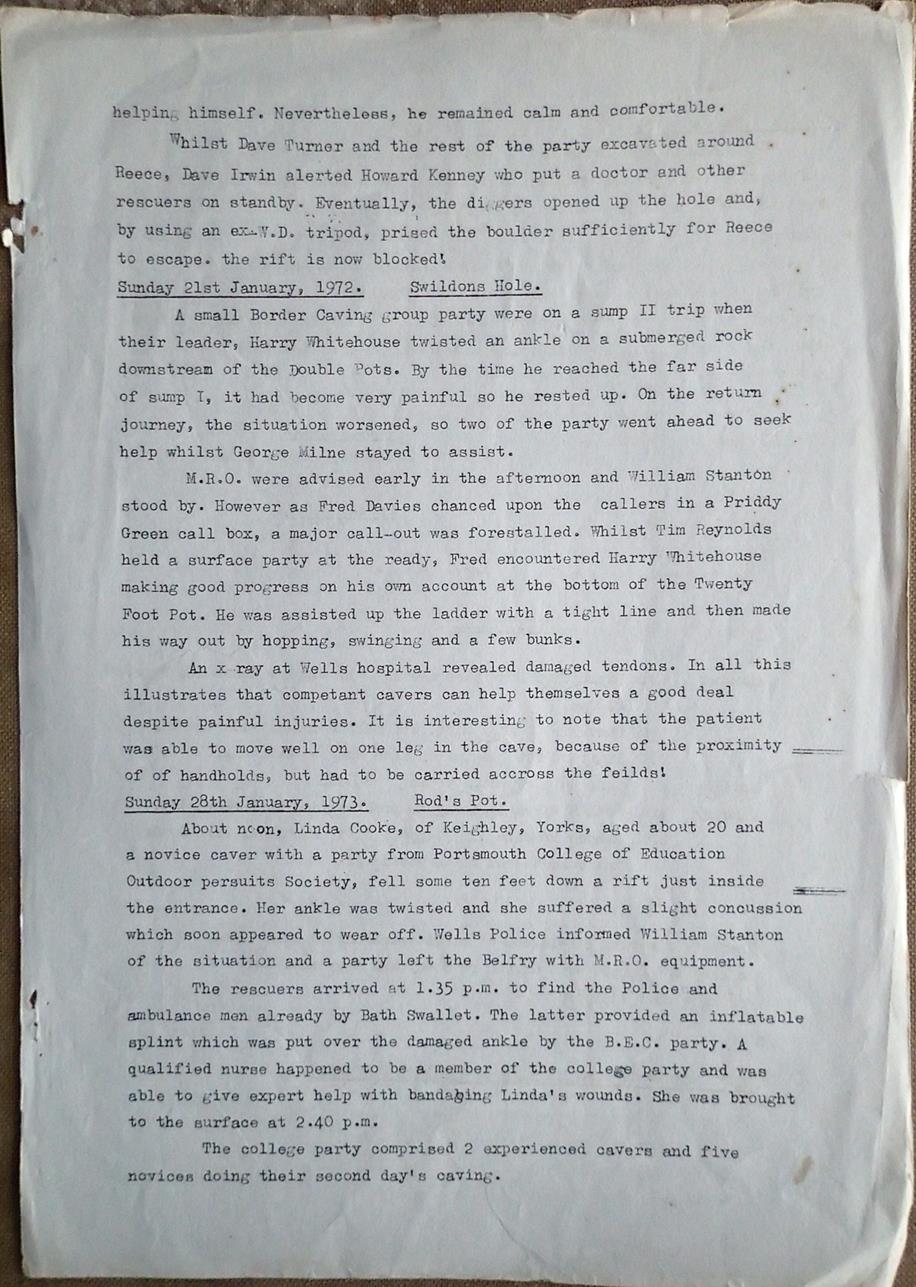 helping himself. Nevertheless, he remained calm and comfortable.
Whilst Dave Turner and the rest of the party excavated around
Reece, Dave Irwin alerted Howard Kenney who put a doctor and other
rescuers on standby. Eventually, the diggers opened up the hole and,
by using an ex-W.D. tripod, prised the boulder sufficiently for Reece
to escape. the rift is now blocked!
Sunday 21st January, 1972. Swildons Hole.
A small Border Caving group party were on a sump II trip when
their leader, Harry Whitehouse twisted an ankle on a submerged rock
downstream of the Double Pots. By the time he reached the far side
of sump I, it had become very painful so he rested up. On the return
journey, the situation worsened, so two of the party went ahead to seek
help whilst George Milne stayed to assist.
M.R.O. were advised early in the afternoon and William Stanton
stood by. However as Fred Davies chanced upon the callers in a Priddy
Green call box, a major call-out was forestalled. Whilst Tim Reynolds
held a surface party at the ready, Fred encountered Harry Whitehouse
making good progress on his own account at the bottom of the Twenty
Foot Pot. He was assisted up the ladder with a tight line and then made
his way out by hopping, swinging and a few bunks.
An x ray at Wells hospital revealed damaged tendons. In all this
illustrates that competant cavers can help themselves a good deal
despite painful injuries. It is interesting to note that the patient
was able to move well on one leg in the cave, because of the proximity
of of handholds, but had to be carried accross the feilds!
Sunday 28th January, 1973. Rod's Pot.
About noon, Linda Cooke, of Keighley, Yorks, aged about 20 and
a novice caver with a party from Portsmouth College of Education
Outdoor persuits Society, fell some ten feet down a rift just inside
the entrance. Her ankle was twisted and she suffered a slight concussion
which soon appeared to wear off. Wells Police informed William Stanton
of the situation and a party left the Belfry with M.R.O. equipment.
The rescuers arrived at 1.35 p.m. to find the Police and
ambulance men already by Bath Swallet. The latter provided an inflatable
splint which was put over the damaged ankle by the B.E.C. party. A
qualified nurse happened to be a member of the college party and was
able to give expert help with bandaging Linda's wounds. She was brought
to the surface at 2.40 p.m.
The college party comprised 2 experienced cavers and five
novices doing their second day's caving.